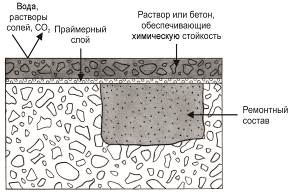 Вода,
растворы
солей, CO₂
Праймерный
слой
Раствор или бетон,
обеспечивающие
химическую стойкость
Ремонтный
состав